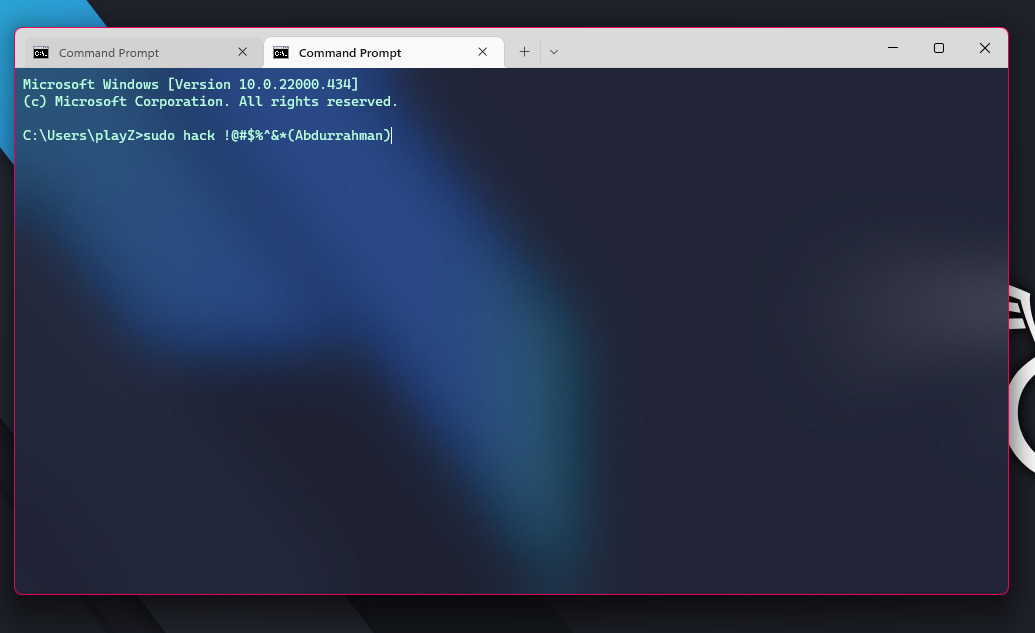 Command Prompt
Command Prompt
Microsoft Windows [Version 10.0.22000.434]
(c) Microsoft Corporation. All rights reserved.
C:\Users\playZ>sudo hack !@#$%^&*(Abdurrahman)